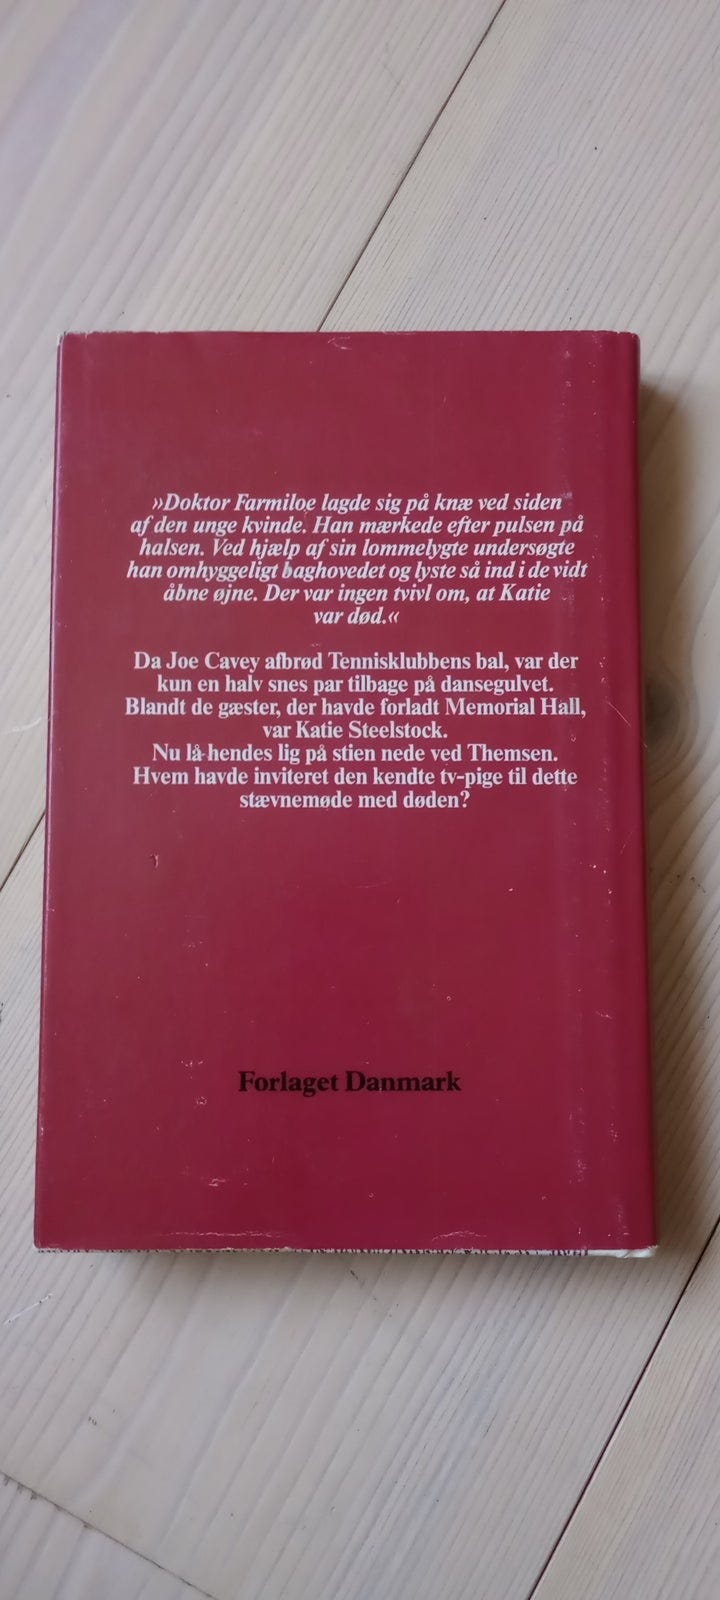 »Doktor Farmiloe lagde sig på knæ ved siden
af den unge kvinde. Han mærkede efter pulsen på
halsen. Ved hjælp af sin lommelygte undersøgte
han omhyggeligt baghovedet og lyste så ind i de vidt
åbne øjne. Der var ingen tvivl om, at Katie
var død.«
Da Joe Cavey afbrød Tennisklubbens bal, var der
kun en halv snes par tilbage på dansegulvet.
Blandt de gæster, der havde forladt Memorial Hall,
var Katie Steelstock.
Nu lå hendes lig på stien nede ved Themsen.
Hvem havde inviteret den kendte tv-pige til dette
stævnemøde med døden?
Forlaget Danmark